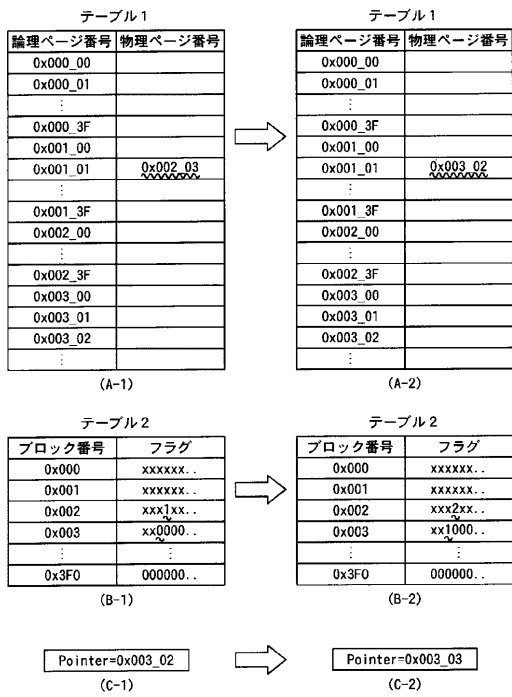 テーブル1
論理ページ番号 物理ページ番号
0x000_00
0x000_01
⋮
0x000_3F
0x001_00
0x001_01 0x002_03
⋮
0x001_3F
0x002_00
⋮
0x002_3F
0x003_00
0x003_01
0x003_02
⋮
(A-1)
テーブル1
論理ページ番号 物理ページ番号
0x000_00
0x000_01
⋮
0x000_3F
0x001_00
0x001_01 0x003_02
⋮
0x001_3F
0x002_00
⋮
0x002_3F
0x003_00
0x003_01
0x003_02
⋮
(A-2)
テーブル2
ブロック番号 フラグ
0x000 xxxxxx..
0x001 xxxxxx..
0x002 xxx1xx..
0x003 xx0000..
⋮ ⋮
0x3F0 000000..
(B-1)
テーブル2
ブロック番号 フラグ
0x000 xxxxxx..
0x001 xxxxxx..
0x002 xxx2xx..
0x003 xx1000..
⋮ ⋮
0x3F0 000000..
(B-2)
Pointer=0x003_02
(C-1)
Pointer=0x003_03
(C-2)